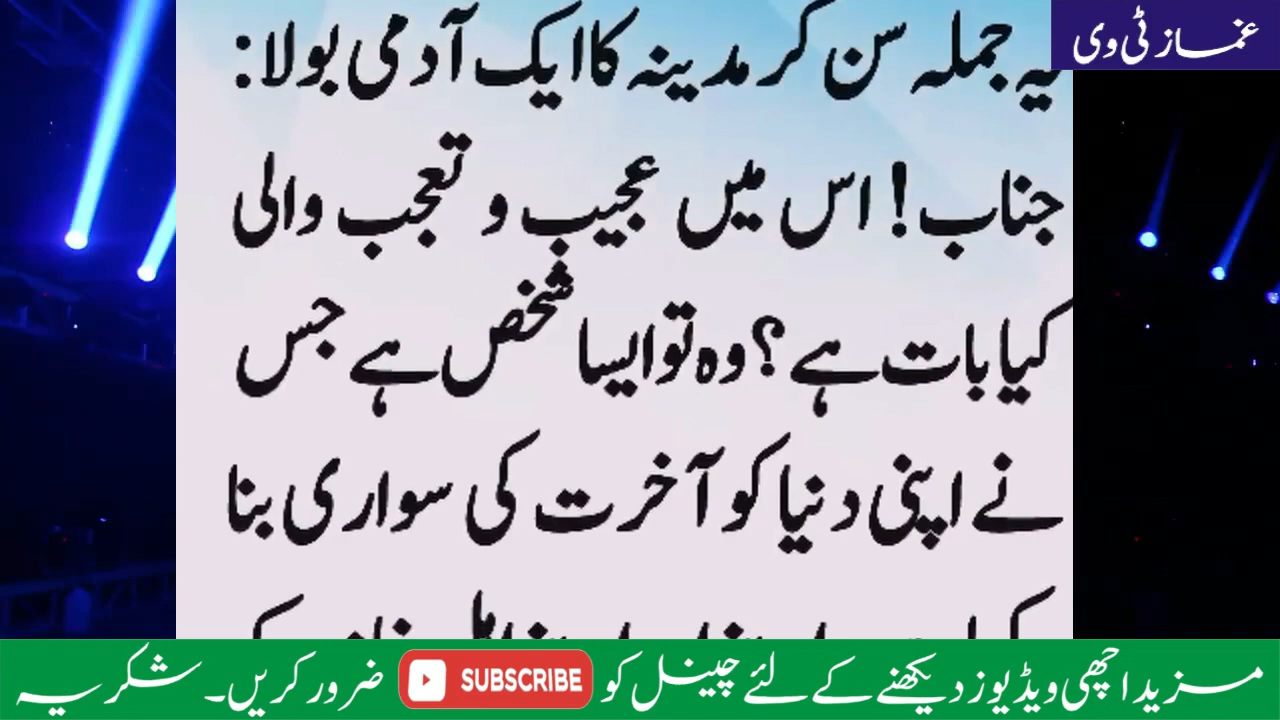 غماز ٹی وی
یہ جملہ سن کر مدینہ کا ایک آدمی بولا:
جناب! اس میں عجیب و تعجب والی
کیا بات ہے؟ وہ تو ایسا شخص ہے جس
نے اپنی دنیا کو آخرت کی سواری بنا
مزید اچھی ویڈیوز دیکھنے کے لئے چینل کو SUBSCRIBE ضرور کریں۔ شکریہ